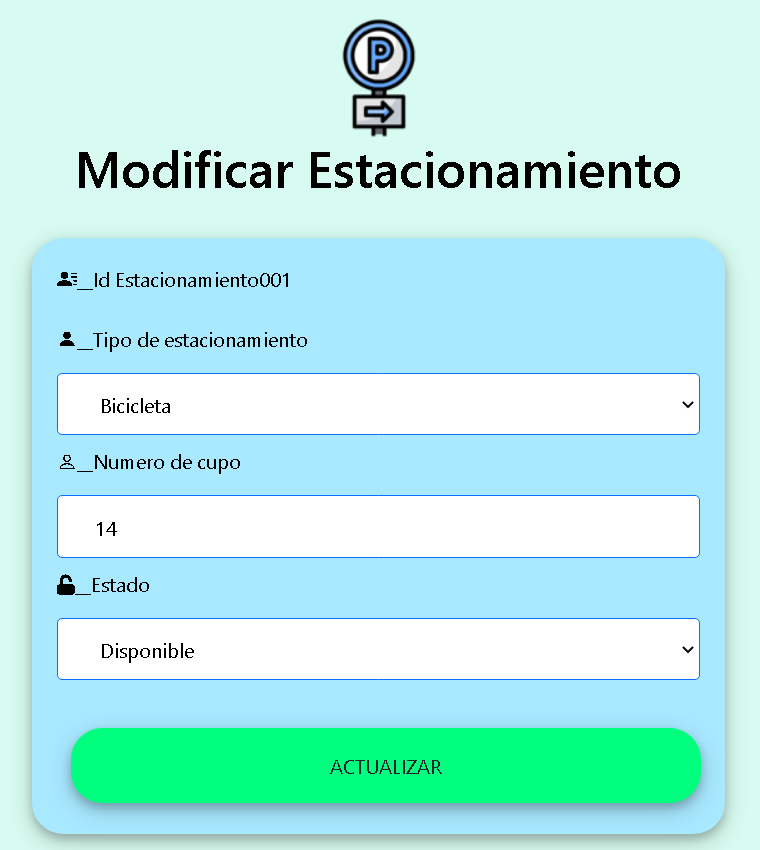 P
Modificar Estacionamiento
__Id Estacionamiento001
__Tipo de estacionamiento
Bicicleta
__Numero de cupo
14
__Estado
Disponible
ACTUALIZAR